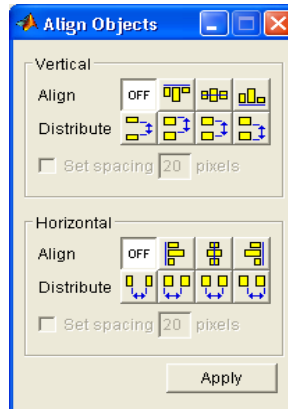 Align Objects
Vertical
Align OFF
Distribute
Set spacing 20 pixels
Horizontal
Align OFF
Distribute
Set spacing 20 pixels
Apply